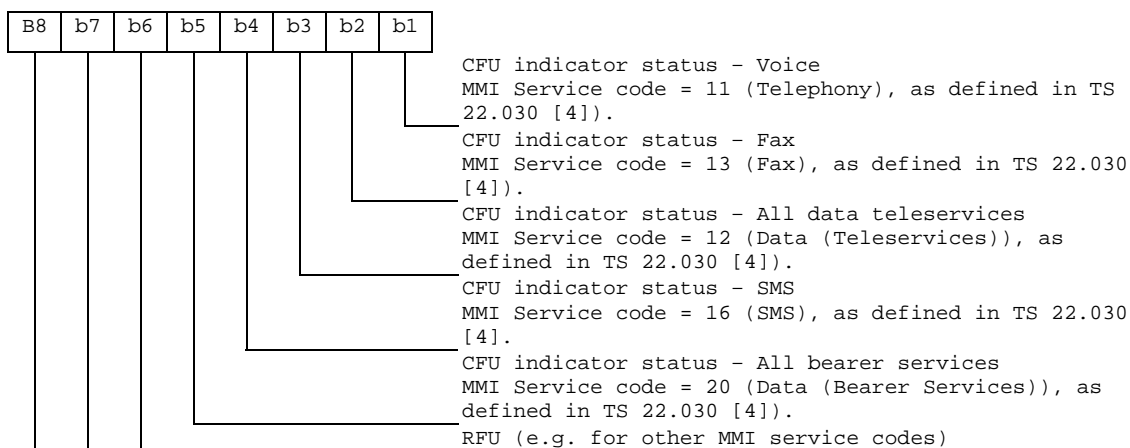 B8 b7 b6 b5 b4 b3 b2 b1
CFU indicator status – Voice
MMI Service code = 11 (Telephony), as defined in TS
22.030 [4]).
CFU indicator status – Fax
MMI Service code = 13 (Fax), as defined in TS 22.030
[4]).
CFU indicator status – All data teleservices
MMI Service code = 12 (Data (Teleservices)), as
defined in TS 22.030 [4]).
CFU indicator status – SMS
MMI Service code = 16 (SMS), as defined in TS 22.030
[4].
CFU indicator status – All bearer services
MMI Service code = 20 (Data (Bearer Services)), as
defined in TS 22.030 [4]).
RFU (e.g. for other MMI service codes)